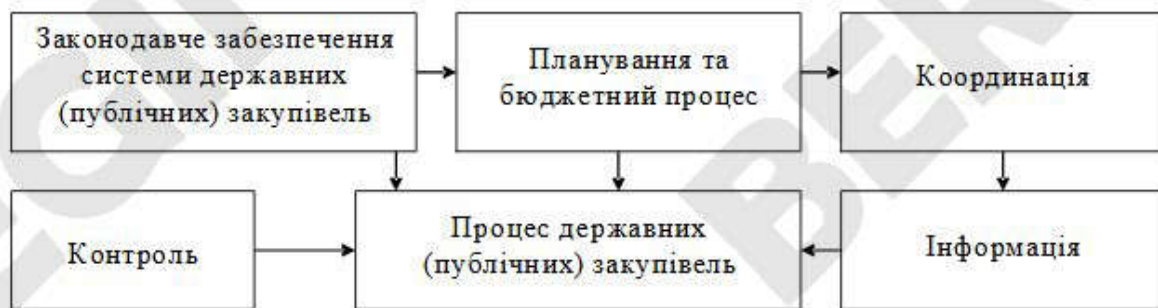 Законодавче забезпечення
системи державних
(публічних) закупівель
Планування та
бюджетний процес
Координація
Контроль
Процес державних
(публічних) закупівель
Інформація